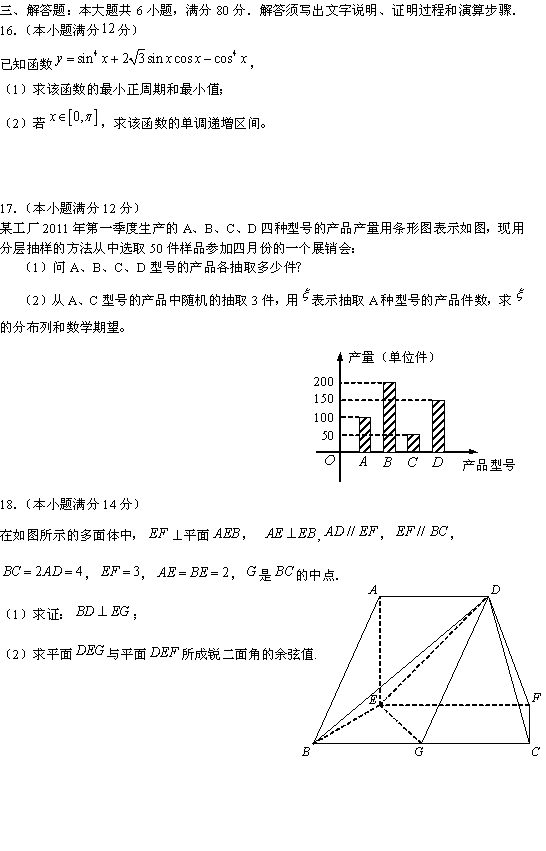 三、解答题：本大题共 6 小题，满分 80 分．解答须写出文字说明、证明过程和演算步骤．
16．（本小题满分12分）
已知函数 y = sin⁴ x + 2√3 sin x cos x − cos⁴ x，
（1）求该函数的最小正周期和最小值；
（2）若 x∈[0,π]，求该函数的单调递增区间。
17．（本小题满分 12 分）
某工厂 2011 年第一季度生产的 A、B、C、D 四种型号的产品产量用条形图表示如图，现用
分层抽样的方法从中选取 50 件样品参加四月份的一个展销会：
（1）问 A、B、C、D 型号的产品各抽取多少件?
（2）从 A、C 型号的产品中随机的抽取 3 件，用 ξ 表示抽取 A 种型号的产品件数，求 ξ
的分布列和数学期望。
产量（单位件）
200
150
100
50
O A B C D 产品型号
18．（本小题满分 14 分）
在如图所示的多面体中， EF ⊥平面 AEB， AE⊥EB, AD // EF， EF // BC，
BC = 2AD = 4， EF = 3， AE = BE = 2， G 是 BC 的中点.
（1）求证： BD ⊥ EG；
（2）求平面 DEG 与平面 DEF 所成锐二面角的余弦值.
A D
E F
B G C